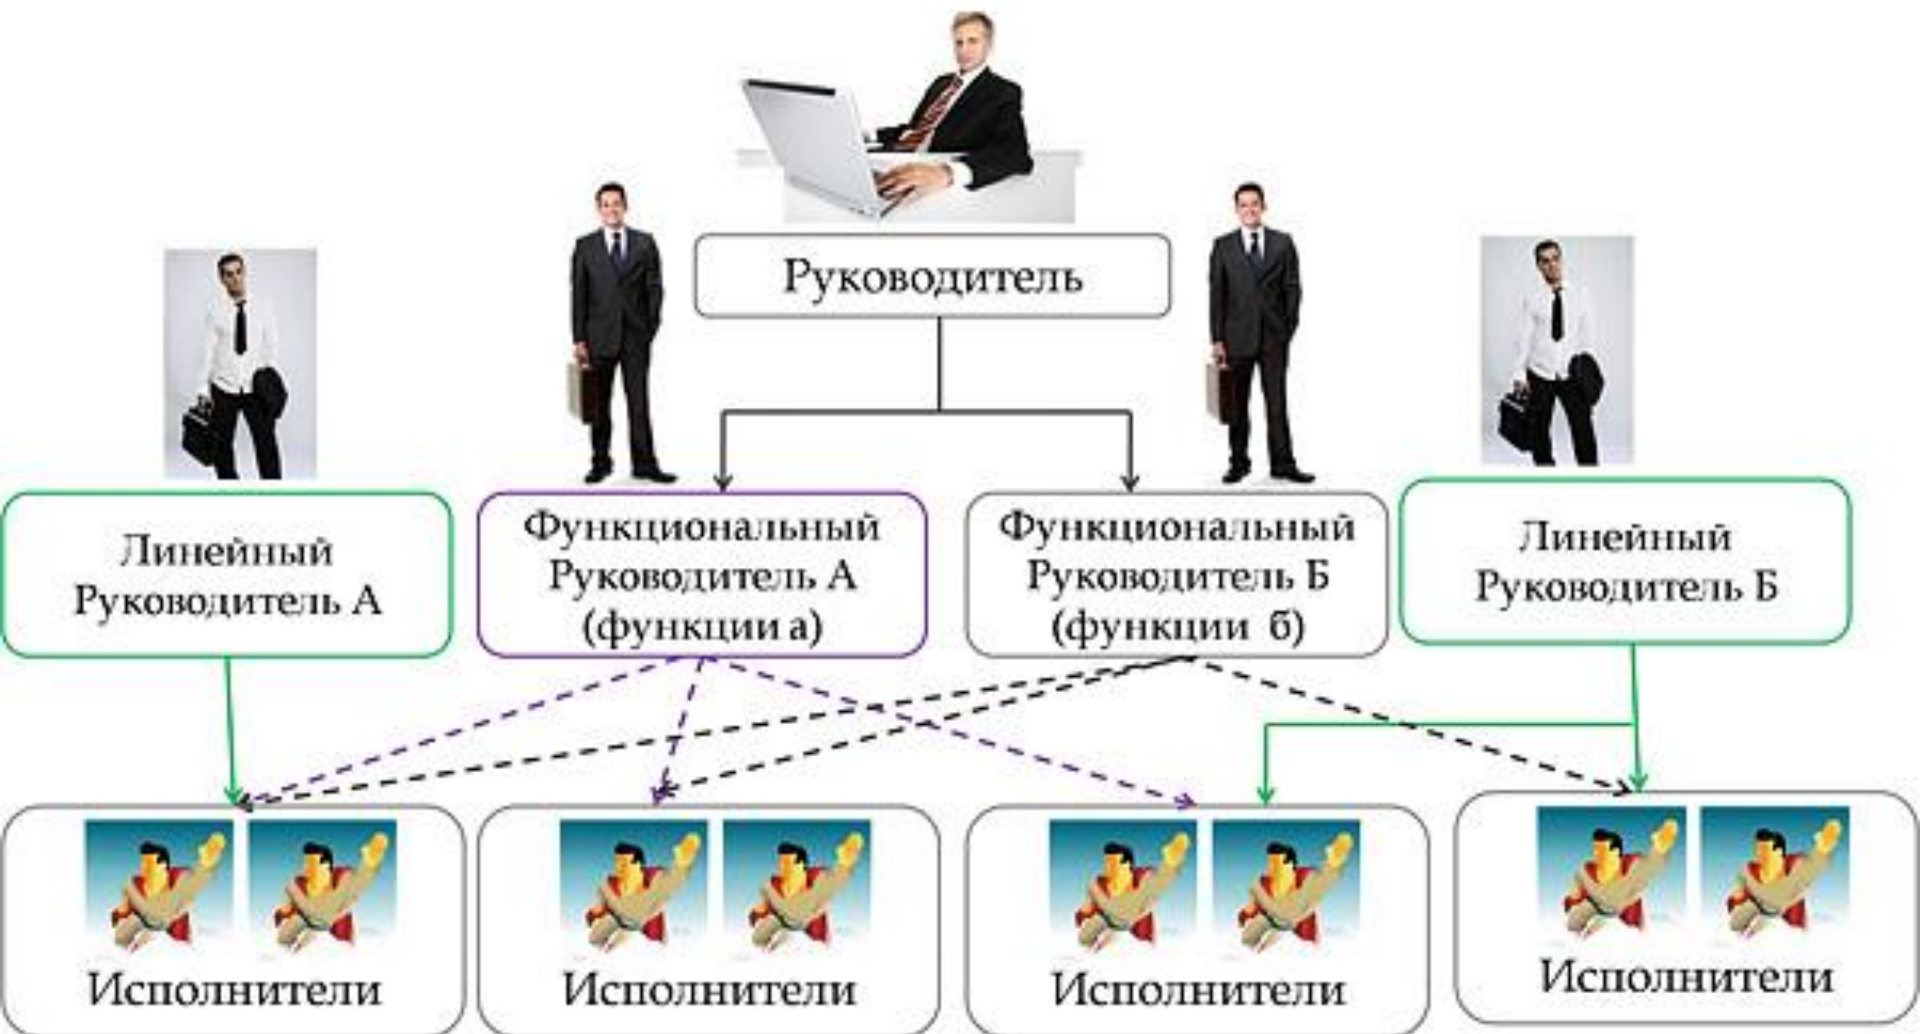 Руководитель
Линейный
Руководитель А
Функциональный
Руководитель А
(функции а)
Функциональный
Руководитель Б
(функции б)
Линейный
Руководитель Б
Исполнители
Исполнители
Исполнители
Исполнители